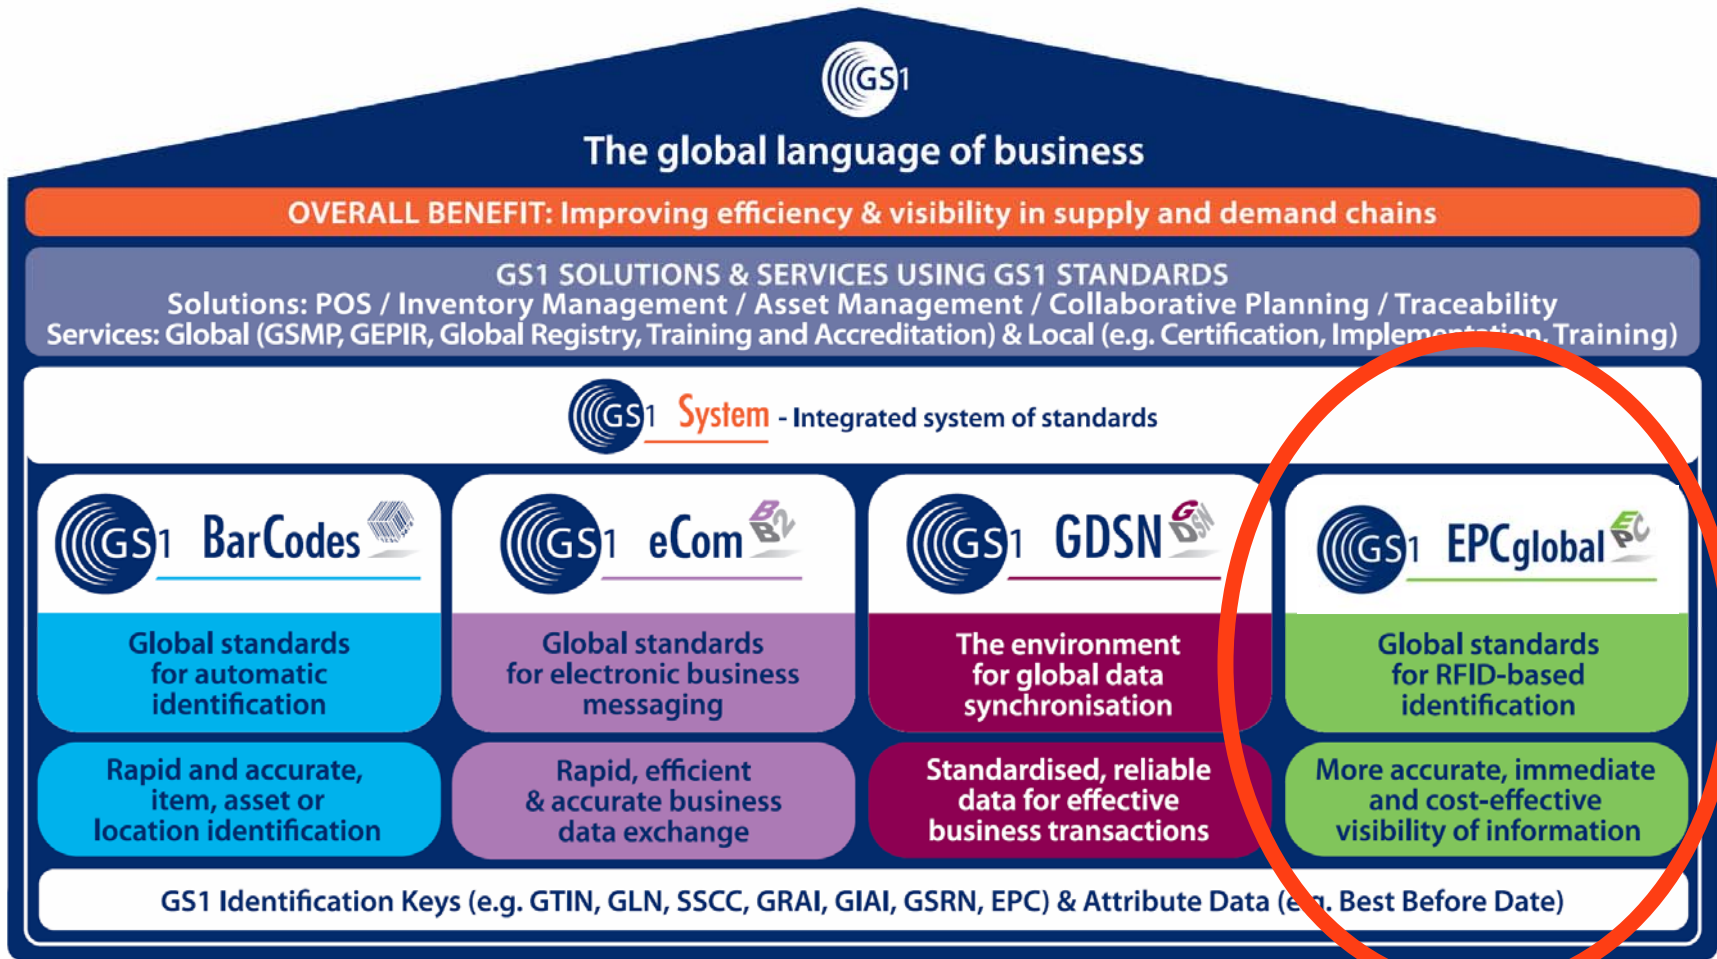 GS1
The global language of business
OVERALL BENEFIT: Improving efficiency & visibility in supply and demand chains
GS1 SOLUTIONS & SERVICES USING GS1 STANDARDS
Solutions: POS / Inventory Management / Asset Management / Collaborative Planning / Traceability
Services: Global (GSMP, GEPIR, Global Registry, Training and Accreditation) & Local (e.g. Certification, Implementation, Training)
GS1 System - Integrated system of standards
GS1 BarCodes
Global standards
for automatic
identification
Rapid and accurate,
item, asset or
location identification
GS1 eCom B2B
Global standards
for electronic business
messaging
Rapid, efficient
& accurate business
data exchange
GS1 GDSN GDSN
The environment
for global data
synchronisation
Standardised, reliable
data for effective
business transactions
GS1 EPCglobal EPC
Global standards
for RFID-based
identification
More accurate, immediate
and cost-effective
visibility of information
GS1 Identification Keys (e.g. GTIN, GLN, SSCC, GRAI, GIAI, GSRN, EPC) & Attribute Data (e.g. Best Before Date)